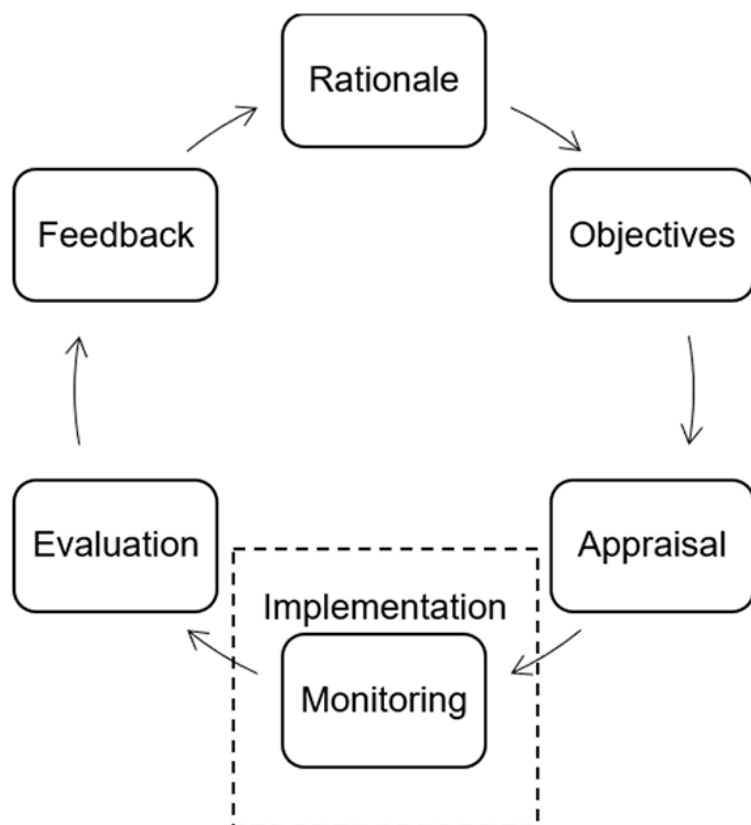 Rationale
Objectives
Appraisal
Implementation
Monitoring
Evaluation
Feedback